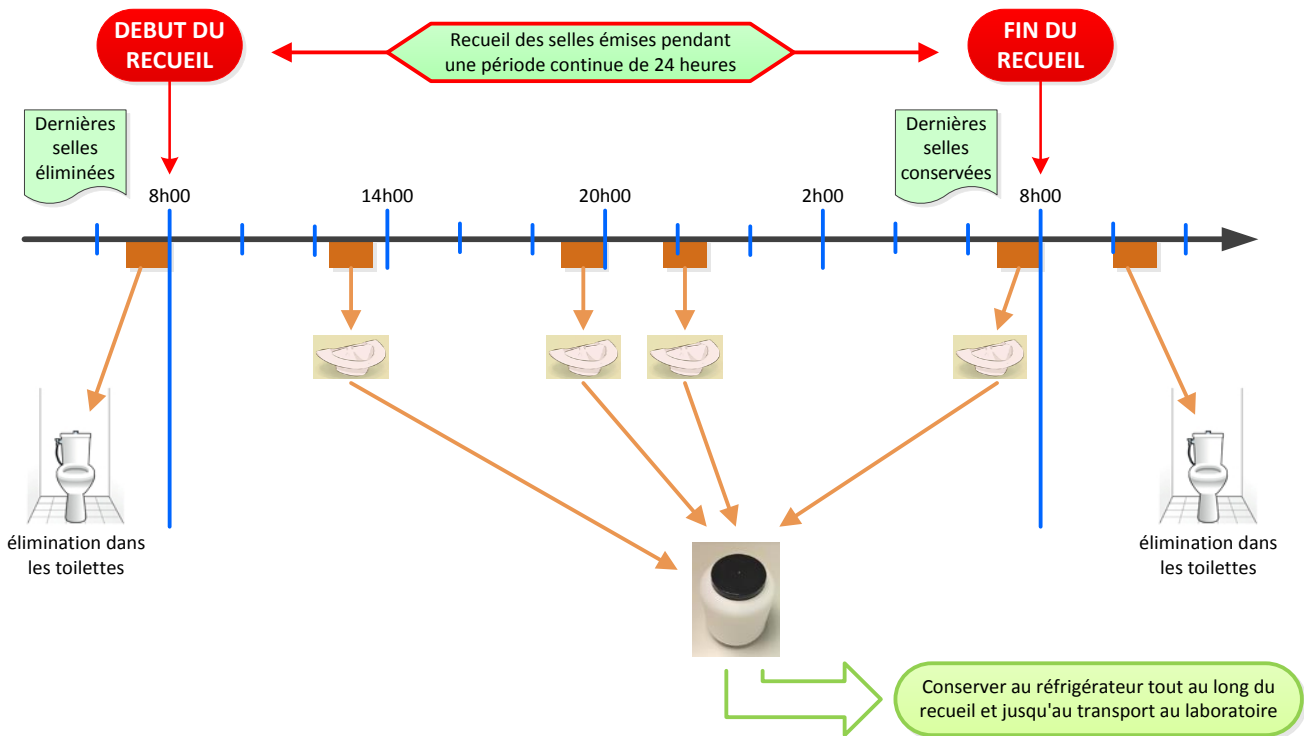 DEBUT DU
RECUEIL
Recueil des selles émises pendant
une période continue de 24 heures
FIN DU
RECUEIL
Dernières
selles
éliminées
Dernières
selles
conservées
8h00
14h00
20h00
2h00
8h00
élimination dans
les toilettes
élimination dans
les toilettes
Conserver au réfrigérateur tout au long du
recueil et jusqu'au transport au laboratoire